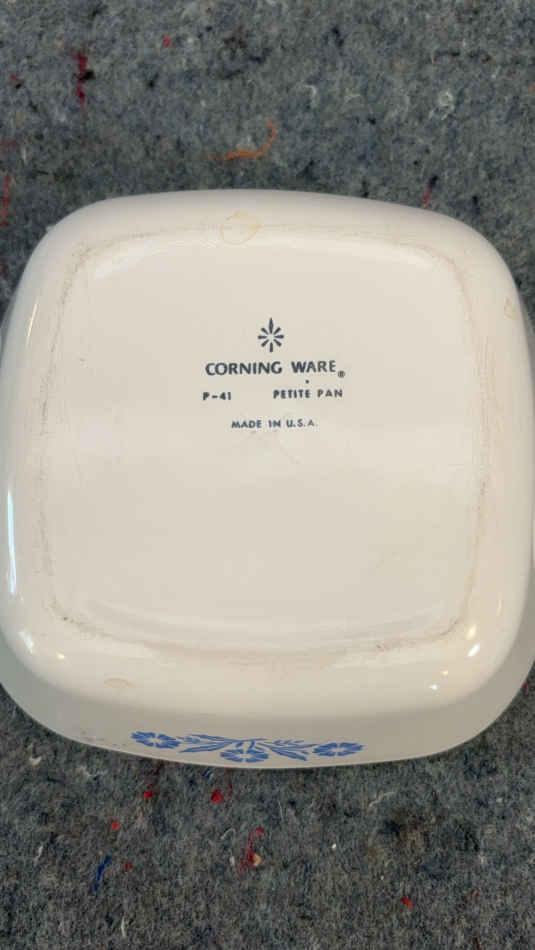 CORNING WARE®
P-41 PETITE PAN
MADE IN U.S.A.